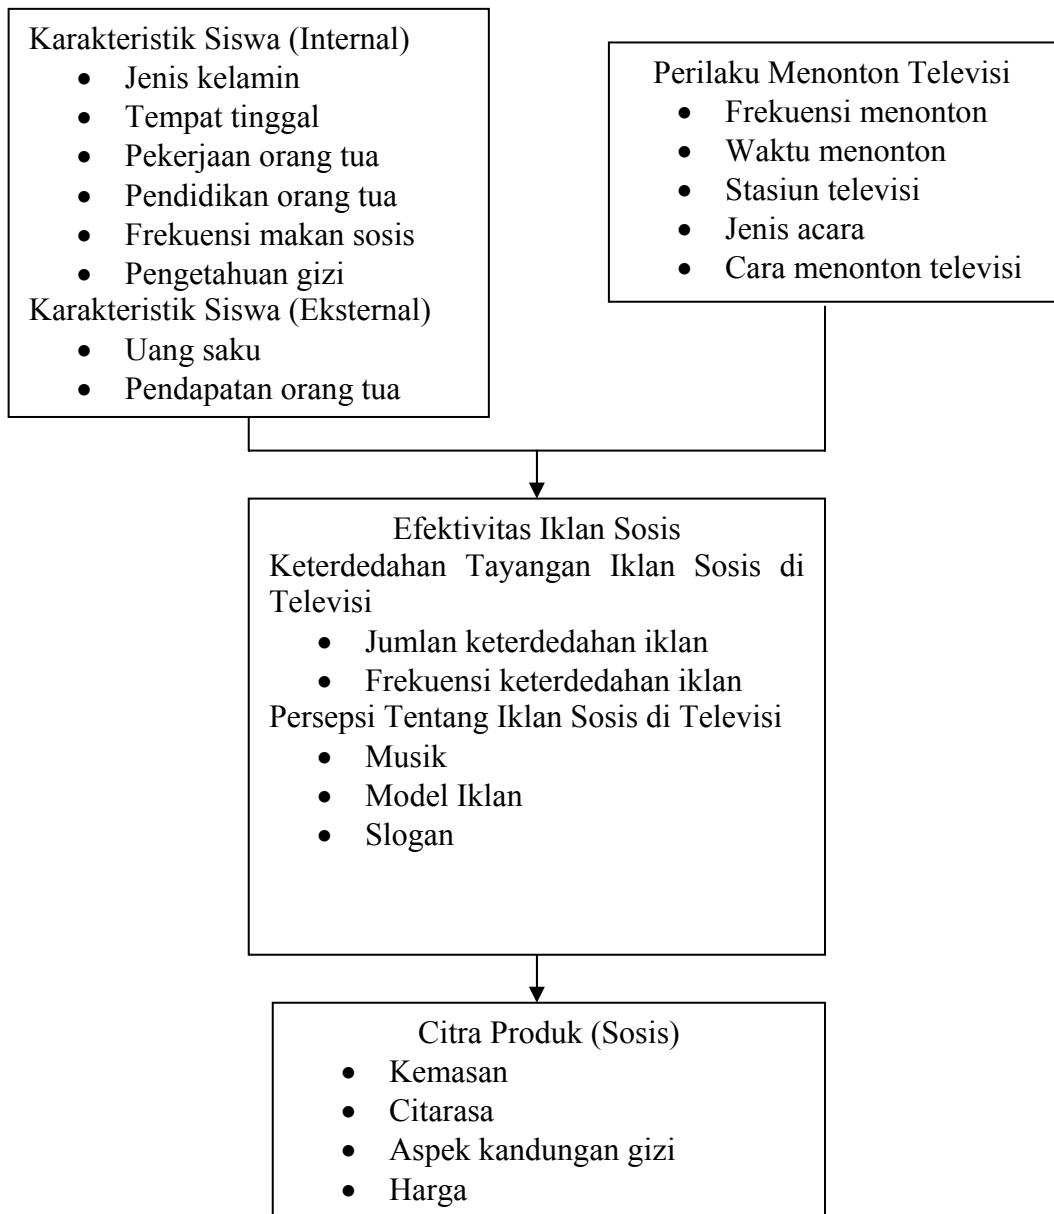 Karakteristik Siswa (Internal)
• Jenis kelamin
• Tempat tinggal
• Pekerjaan orang tua
• Pendidikan orang tua
• Frekuensi makan sosis
• Pengetahuan gizi
Karakteristik Siswa (Eksternal)
• Uang saku
• Pendapatan orang tua
Perilaku Menonton Televisi
• Frekuensi menonton
• Waktu menonton
• Stasiun televisi
• Jenis acara
• Cara menonton televisi
Efektivitas Iklan Sosis
Keterdedahan Tayangan Iklan Sosis di
Televisi
• Jumlan keterdedahan iklan
• Frekuensi keterdedahan iklan
Persepsi Tentang Iklan Sosis di Televisi
• Musik
• Model Iklan
• Slogan
Citra Produk (Sosis)
• Kemasan
• Citarasa
• Aspek kandungan gizi
• Harga